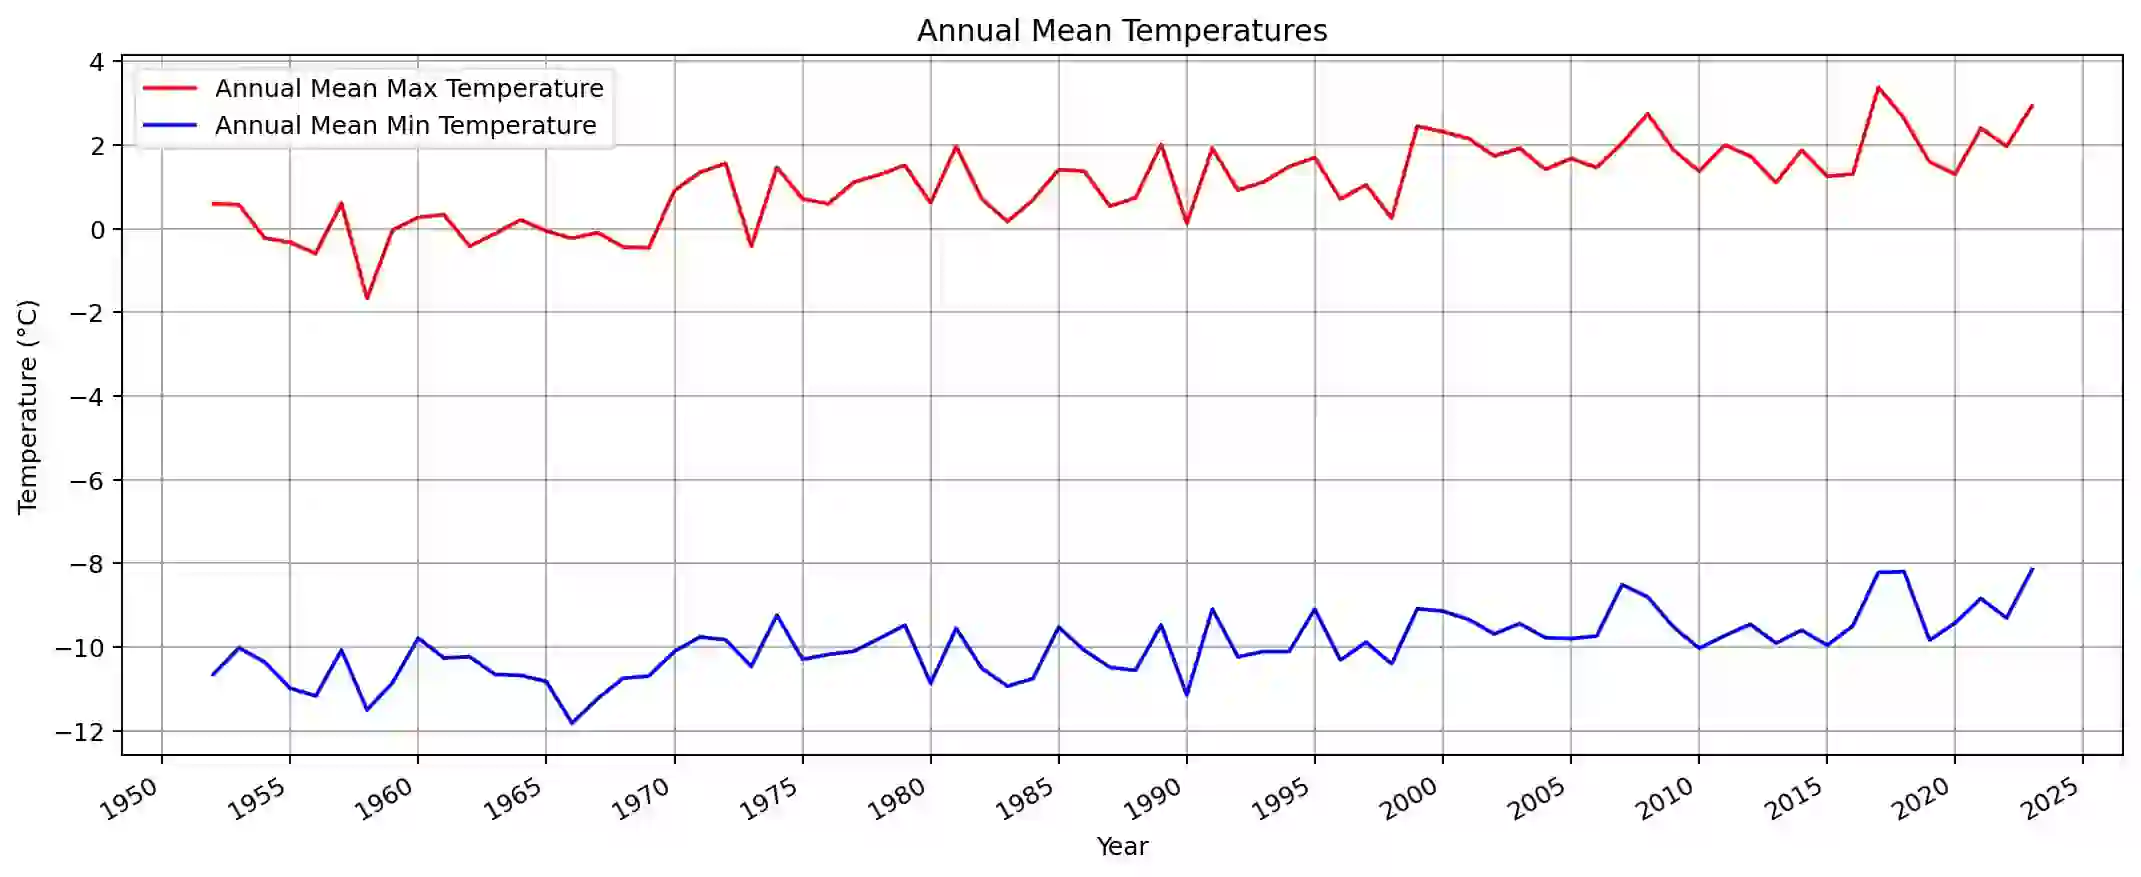 Annual Mean Temperatures
Annual Mean Max Temperature
Annual Mean Min Temperature
4
2
0
−2
−4
−6
−8
−10
−12
Temperature (°C)
1950 1955 1960 1965 1970 1975 1980 1985 1990 1995 2000 2005 2010 2015 2020 2025
Year